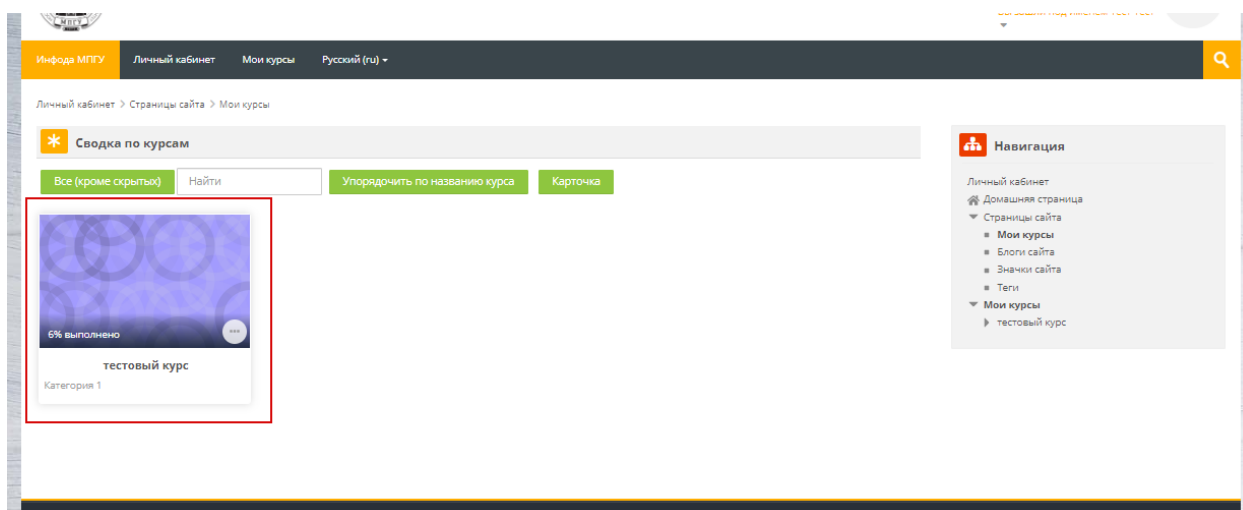 МПГУ
Инфода МПГУ Личный кабинет Мои курсы Русский (ru)
Личный кабинет > Страницы сайта > Мои курсы
Сводка по курсам
Все (кроме скрытых) Найти Упорядочить по названию курса Карточка
6% выполнено
тестовый курс
Категория 1
Навигация
Личный кабинет
Домашняя страница
Страницы сайта
Мои курсы
Блоги сайта
Значки сайта
Теги
Мои курсы
тестовый курс